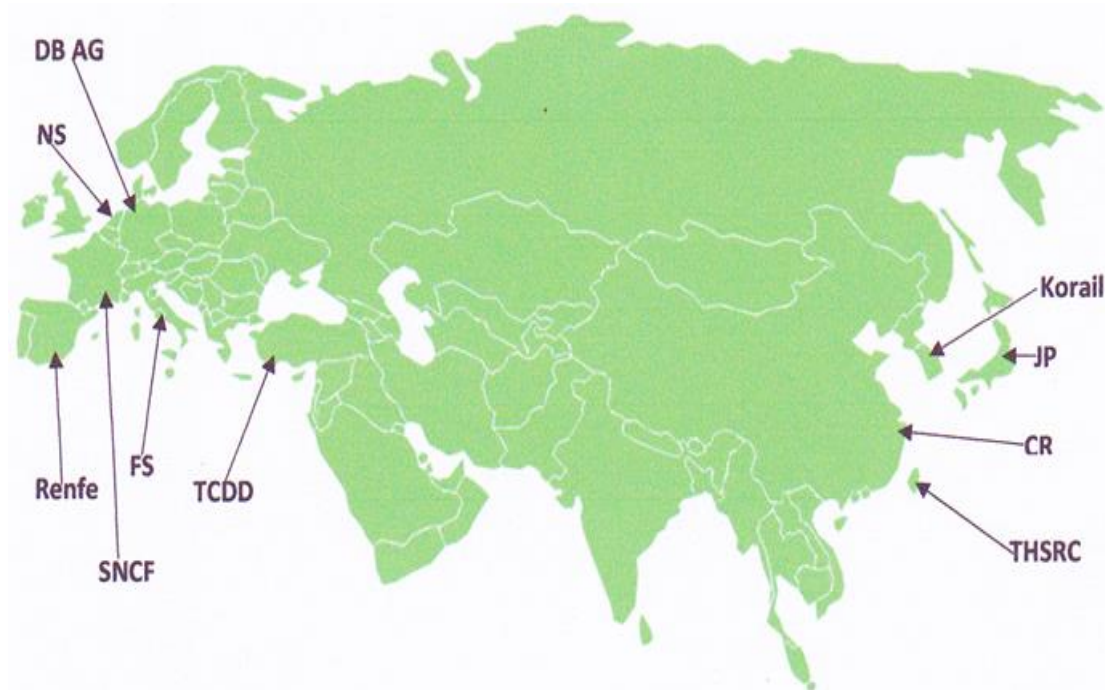 DB AG
NS
Korail
JP
CR
FS
Renfe
TCDD
THSRC
SNCF